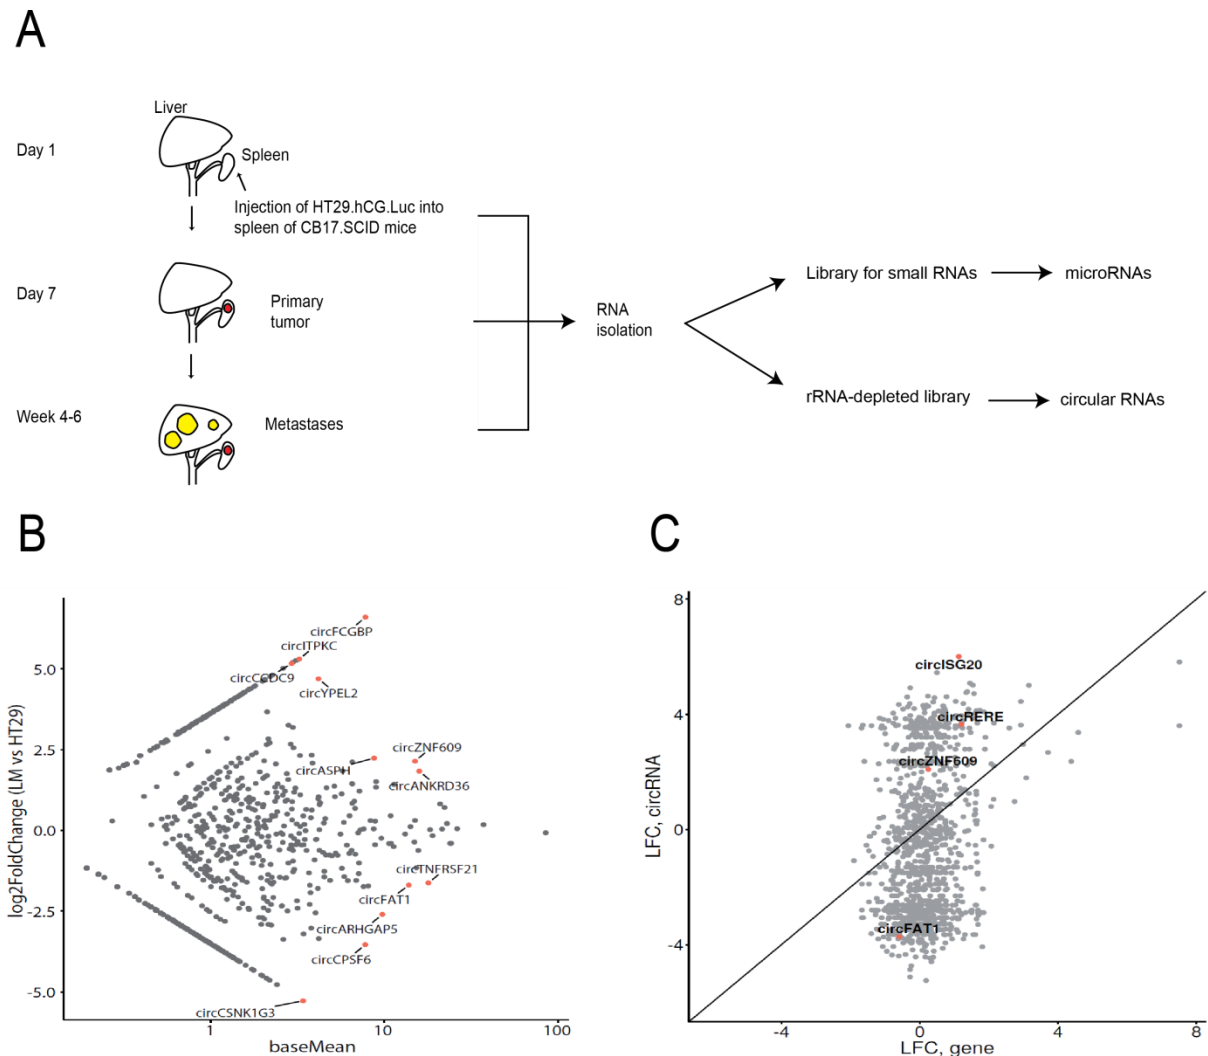 A
Liver
Day 1
Spleen
Injection of HT29.hCG.Luc into
spleen of CB17.SCID mice
Day 7
Primary
tumor
Week 4-6
Metastases
RNA
isolation
Library for small RNAs
microRNAs
rRNA-depleted library
circular RNAs
B
log2FoldChange (LM vs HT29)
5.0
2.5
0.0
-2.5
-5.0
circFCGBP
circITPKC
circCCDC9
circYPEL2
circZNF609
circASPH
circANKRD36
circTNFRSF21
circFAT1
circARHGAP5
circCPSF6
circCSNK1G3
1
10
100
baseMean
C
LFC, circRNA
8
4
0
-4
circISG20
circRERE
circZNF609
circFAT1
-4
0
4
8
LFC, gene